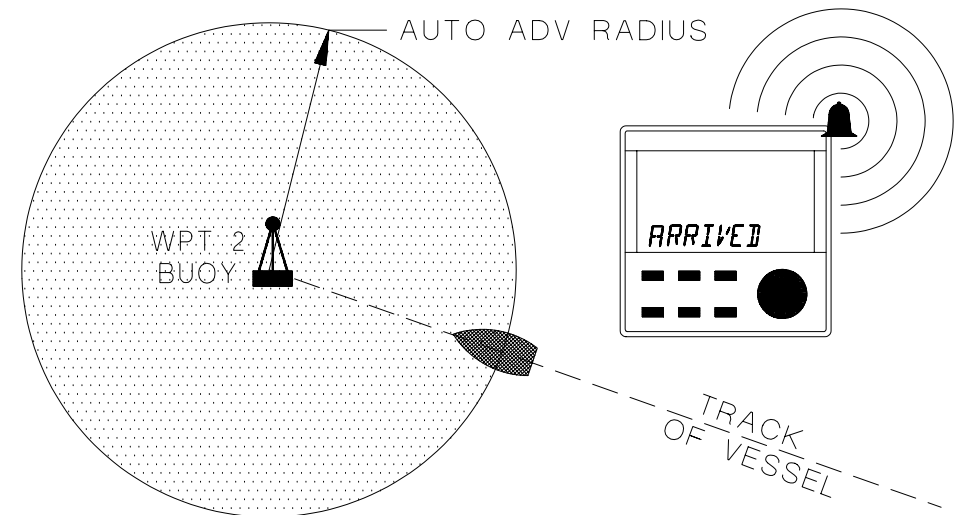 AUTO ADV RADIUS
WPT 2
BUOY
ARRIVED
TRACK
OF VESSEL